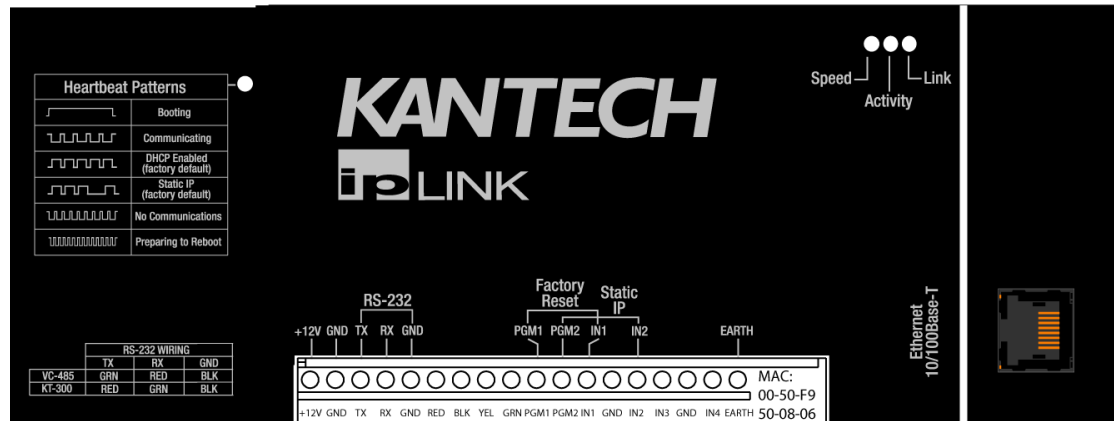 Heartbeat Patterns
Booting
Communicating
DHCP Enabled
(factory default)
Static IP
(factory default)
No Communications
Preparing to Reboot
KANTECH
ip LINK
Speed
Activity
Link
RS-232
Factory
Reset
Static
IP
+12V GND TX RX GND PGM1 PGM2 IN1 IN2 EARTH
Ethernet
10/100Base-T
RS-232 WIRING
TX RX GND
VC-485 GRN RED BLK
KT-300 RED GRN BLK
MAC:
00-50-F9
+12V GND TX RX GND RED BLK YEL GRN PGM1 PGM2 IN1 GND IN2 IN3 GND IN4 EARTH 50-08-06